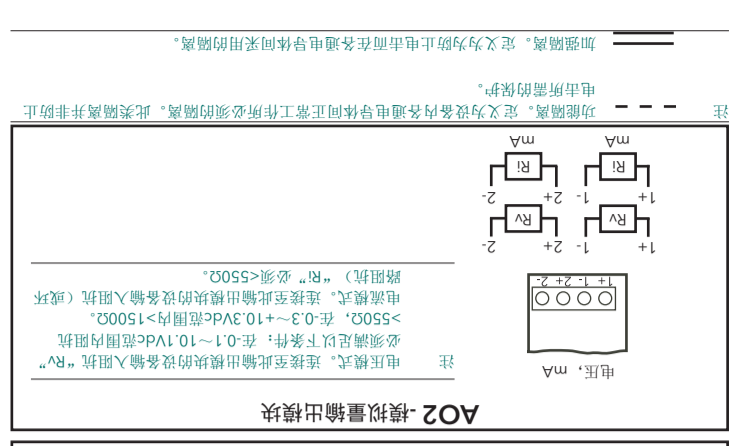 AO2 -模拟量输出模块
电压，mA
1+ 1- 2+ 2-
注 电压模式。连接至此输出模块的设备输入阻抗 “Rv”
必须满足以下条件：在-0.1～10.1VDC范围内阻抗
>550Ω，在-0.3～+10.3VDC范围内>1500Ω。
电流模式。连接至此输出模块的设备输入阻抗（或环
路阻抗）“Ri” 必须<550Ω。
1+ 1- 2+ 2-
Rv Rv
1+ 1- 2+ 2-
Ri Ri
mA mA
注 功能隔离。定义为设备内各通电导体间正常工作所必须的隔离。此类隔离并非防止
电击所需的保护。
加强隔离。定义为为防止电击而在各通电导体间采用的隔离。